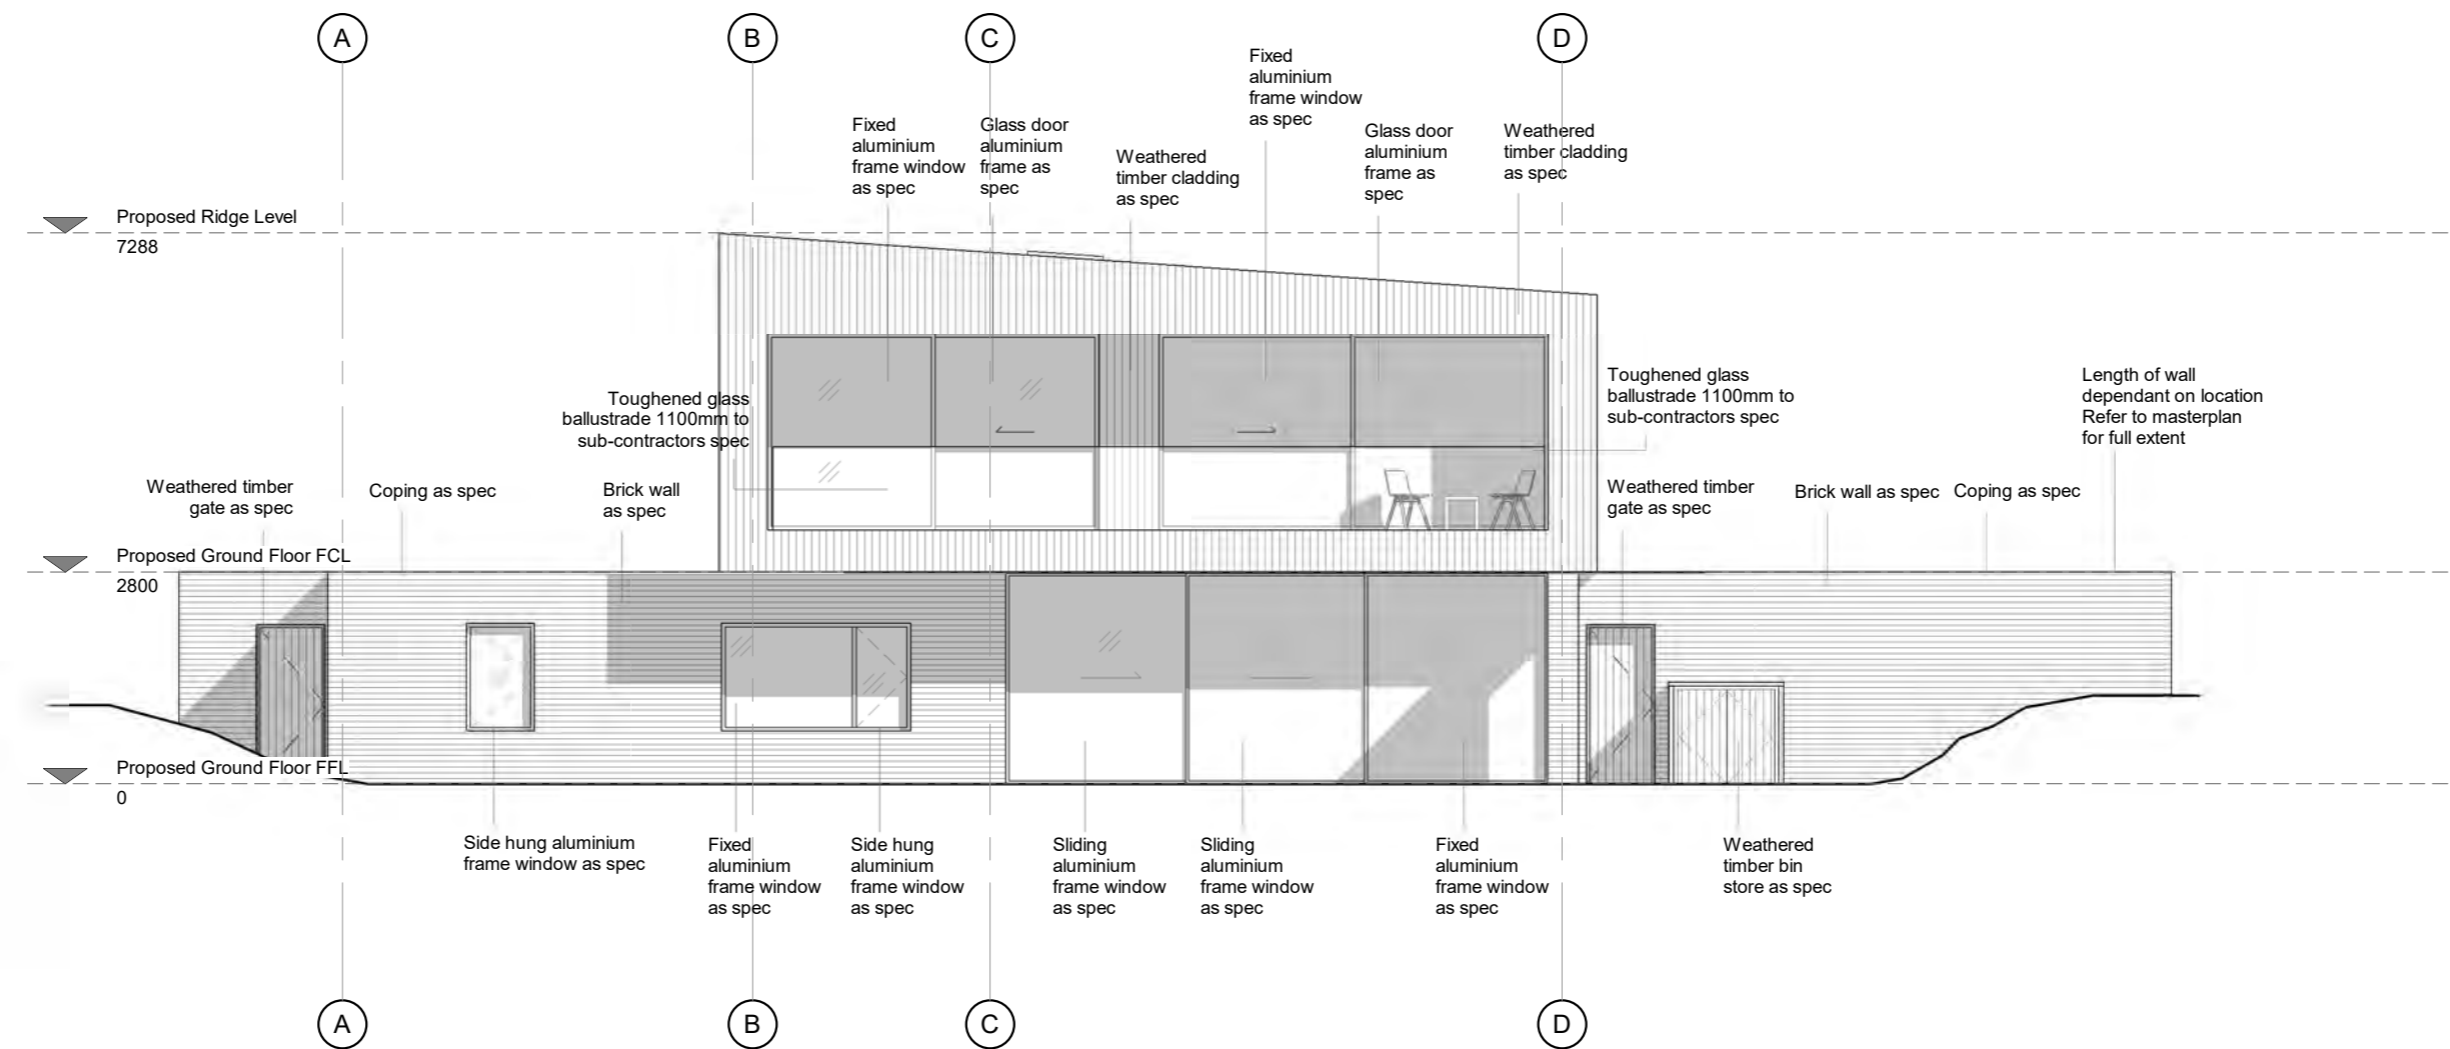 A
B
C
D
Fixed
aluminium
frame window
as spec
Glass door
aluminium
frame as
spec
Weathered
timber cladding
as spec
Fixed
aluminium
frame window
as spec
Glass door
aluminium
frame as
spec
Weathered
timber cladding
as spec
Proposed Ridge Level
7288
Toughened glass
ballustrade 1100mm to
sub-contractors spec
Toughened glass
ballustrade 1100mm to
sub-contractors spec
Length of wall
dependant on location
Refer to masterplan
for full extent
Weathered timber
gate as spec
Coping as spec
Brick wall
as spec
Weathered timber
gate as spec
Brick wall as spec
Coping as spec
Proposed Ground Floor FCL
2800
Proposed Ground Floor FFL
0
Side hung aluminium
frame window as spec
Fixed
aluminium
frame window
as spec
Side hung
aluminium
frame window
as spec
Sliding
aluminium
frame window
as spec
Sliding
aluminium
frame window
as spec
Fixed
aluminium
frame window
as spec
Weathered
timber bin
store as spec
A
B
C
D